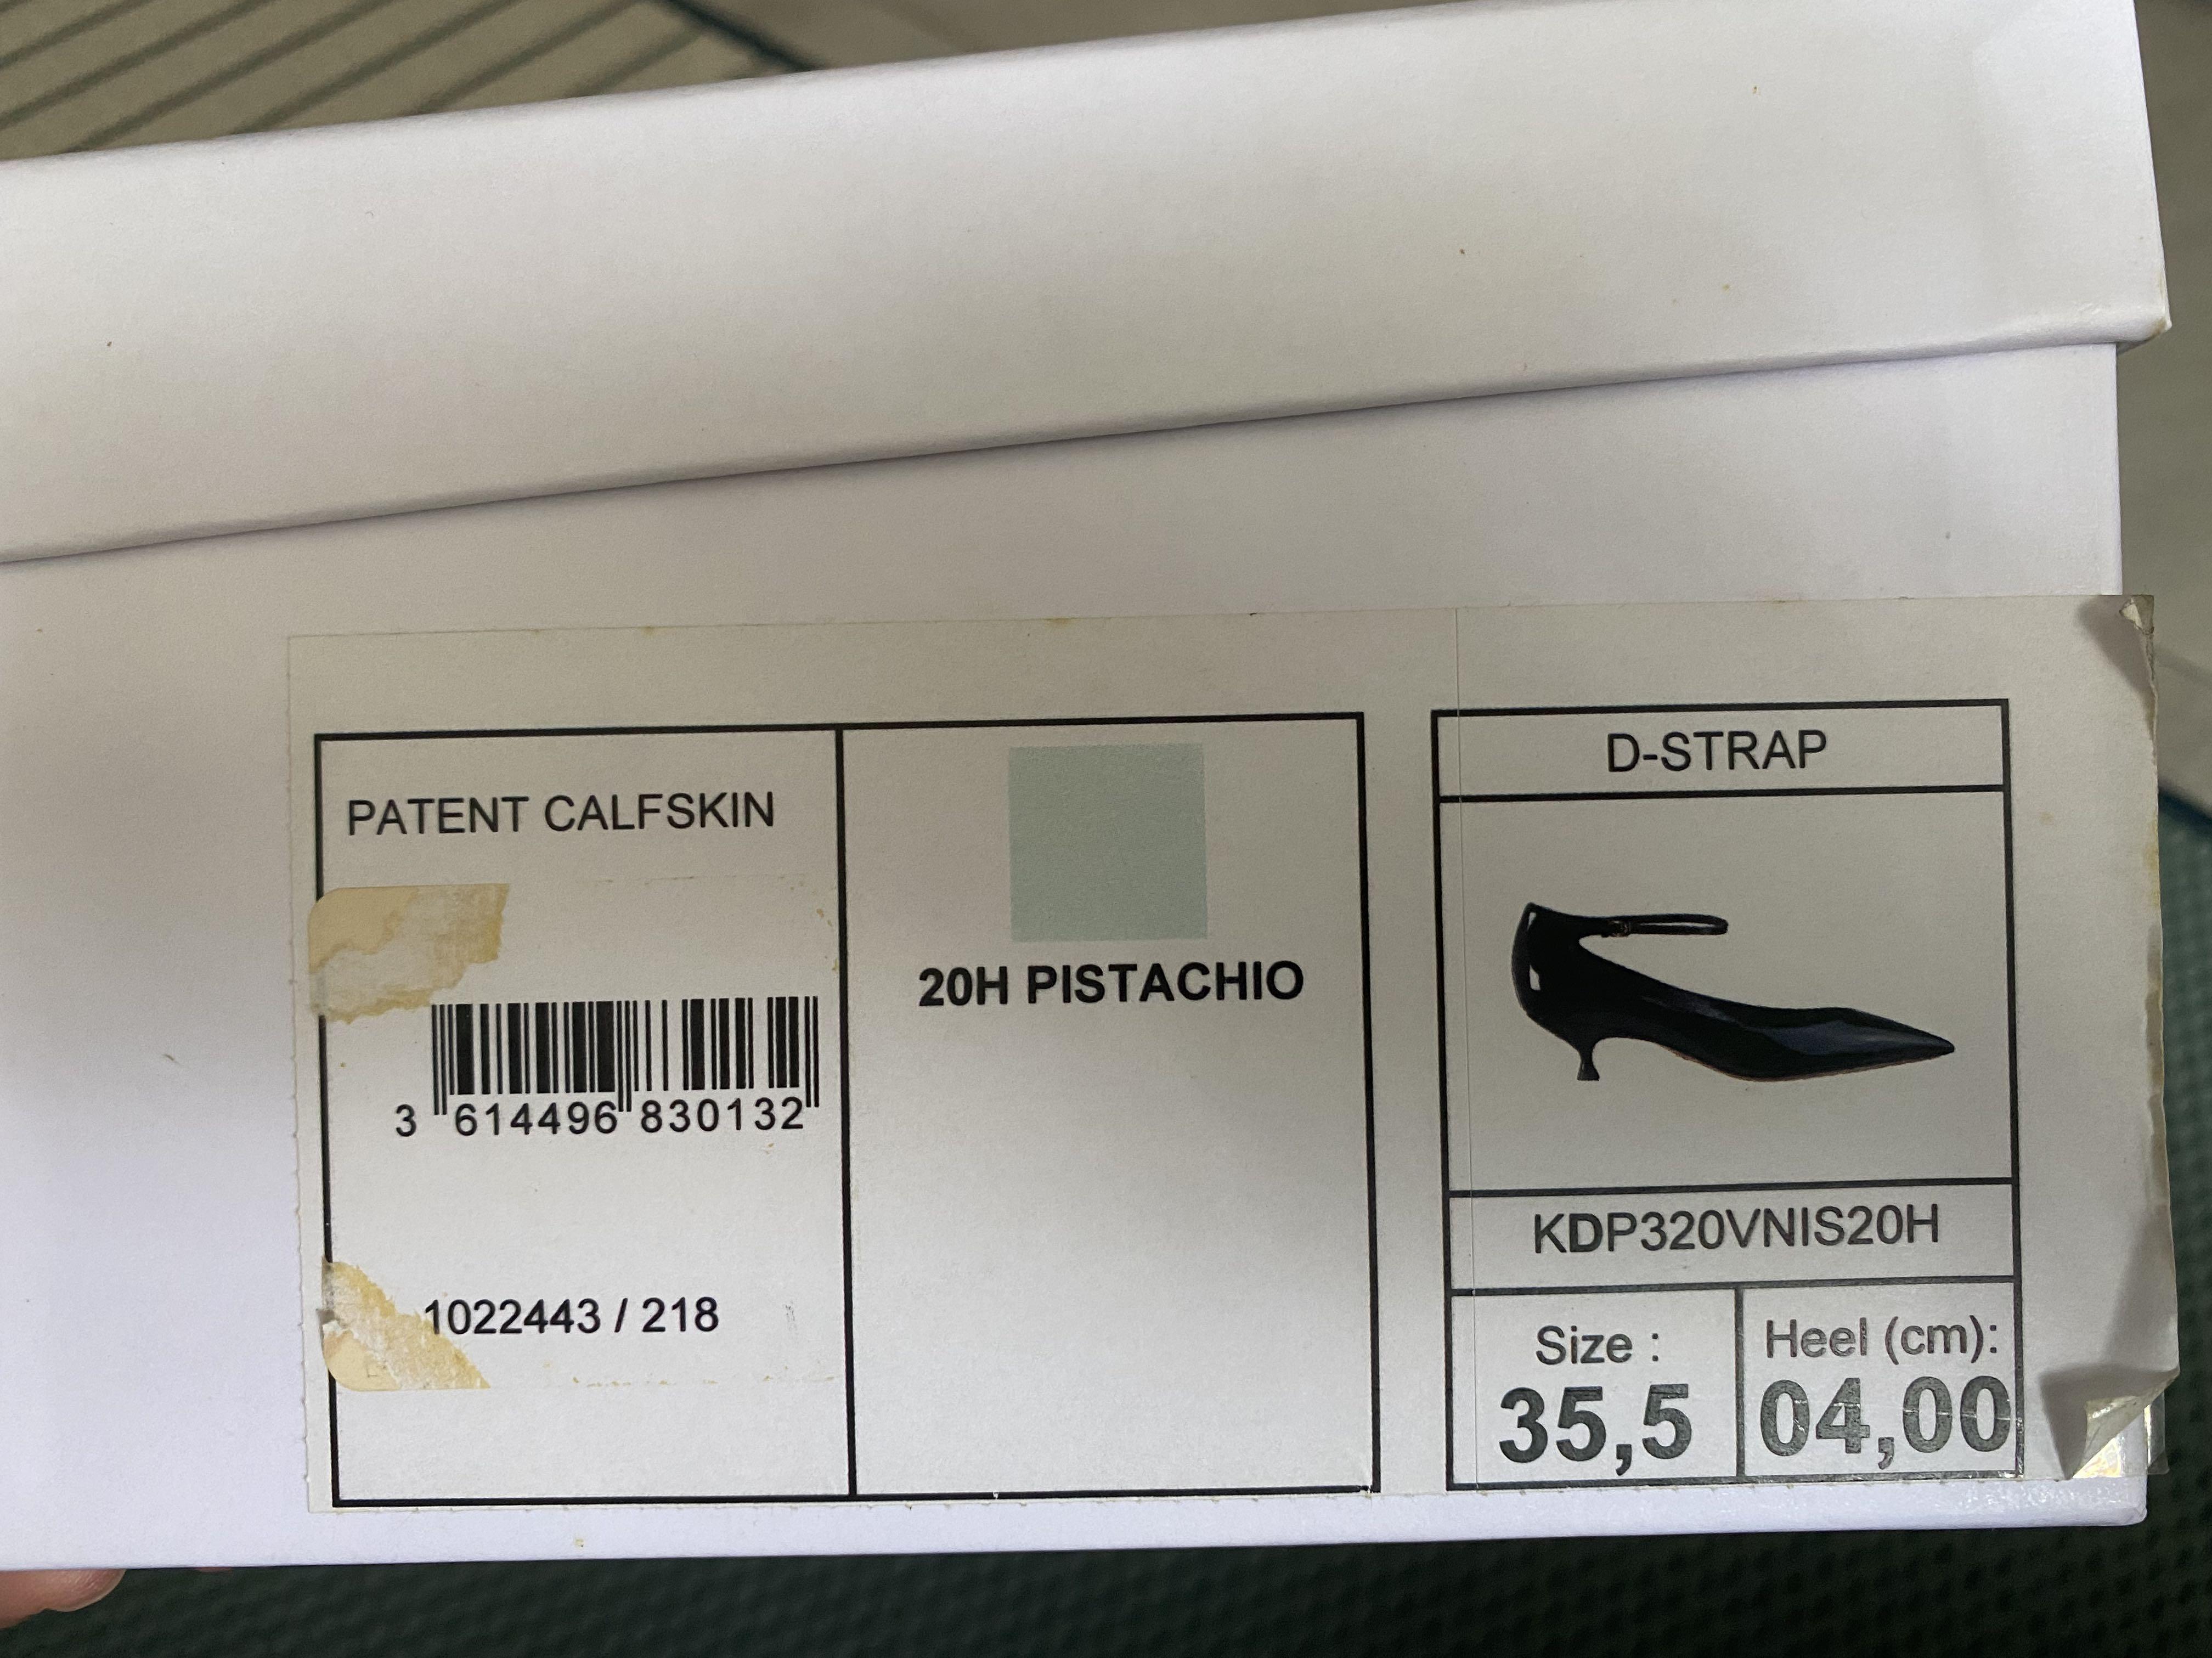 PATENT CALFSKIN
3 614496 830132
1022443 / 218
20H PISTACHIO
D-STRAP
KDP320VNIS20H
Size :
35,5
Heel (cm):
04,00